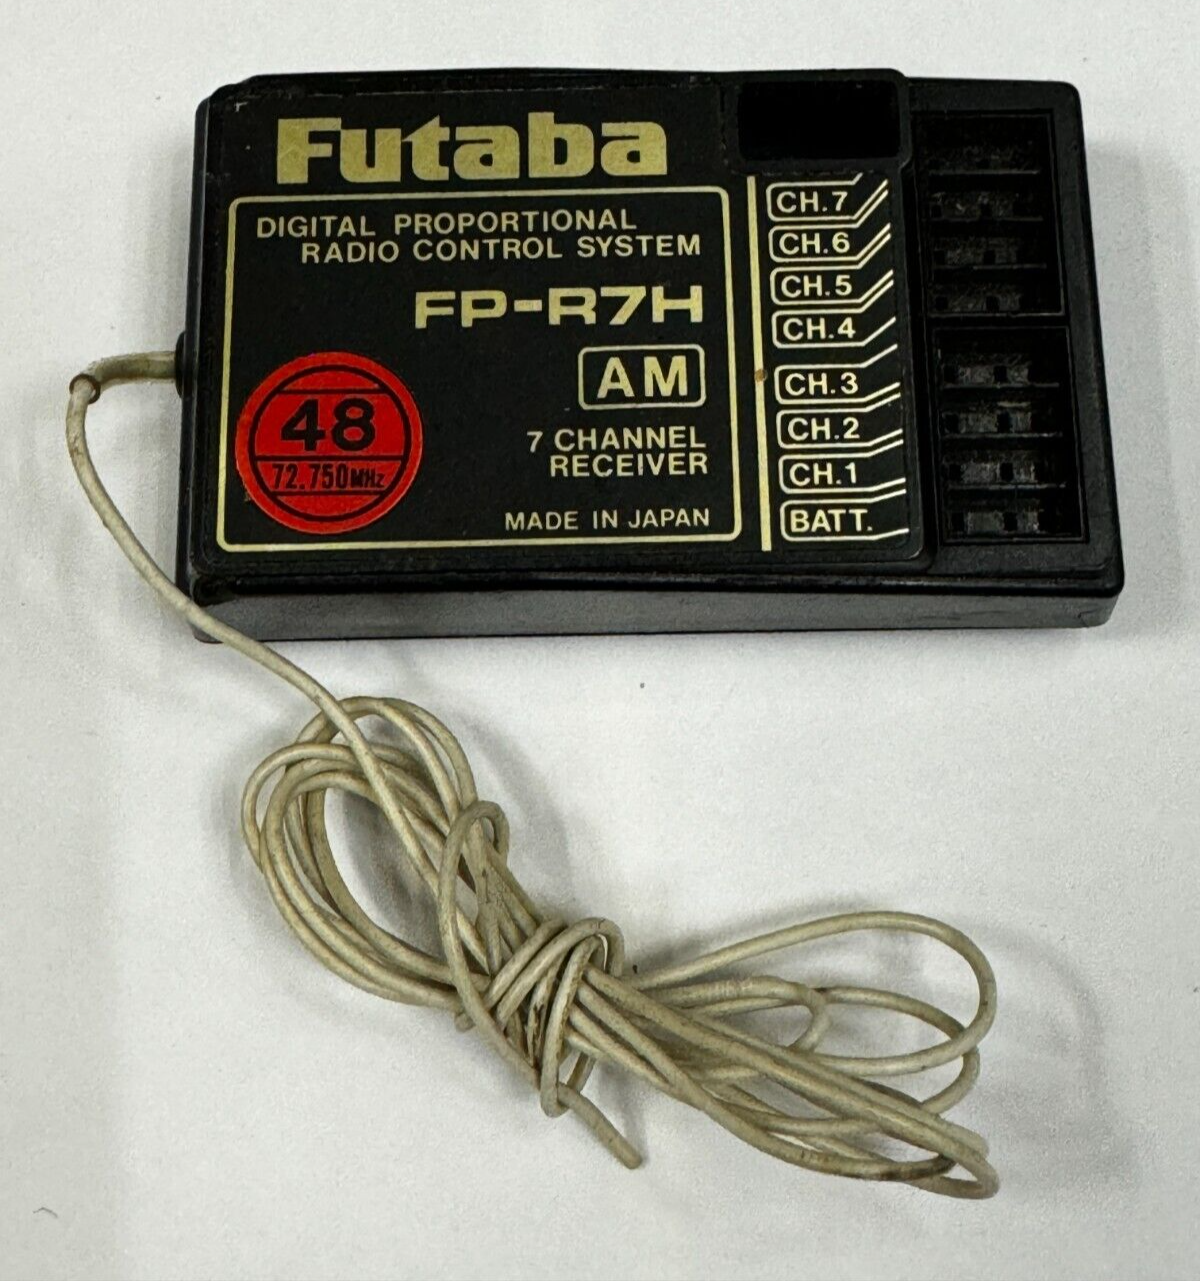 Futaba
DIGITAL PROPORTIONAL
RADIO CONTROL SYSTEM
FP-R7H
AM
7 CHANNEL
RECEIVER
MADE IN JAPAN
48
72.750MHz
CH.7
CH.6
CH.5
CH.4
CH.3
CH.2
CH.1
BATT.